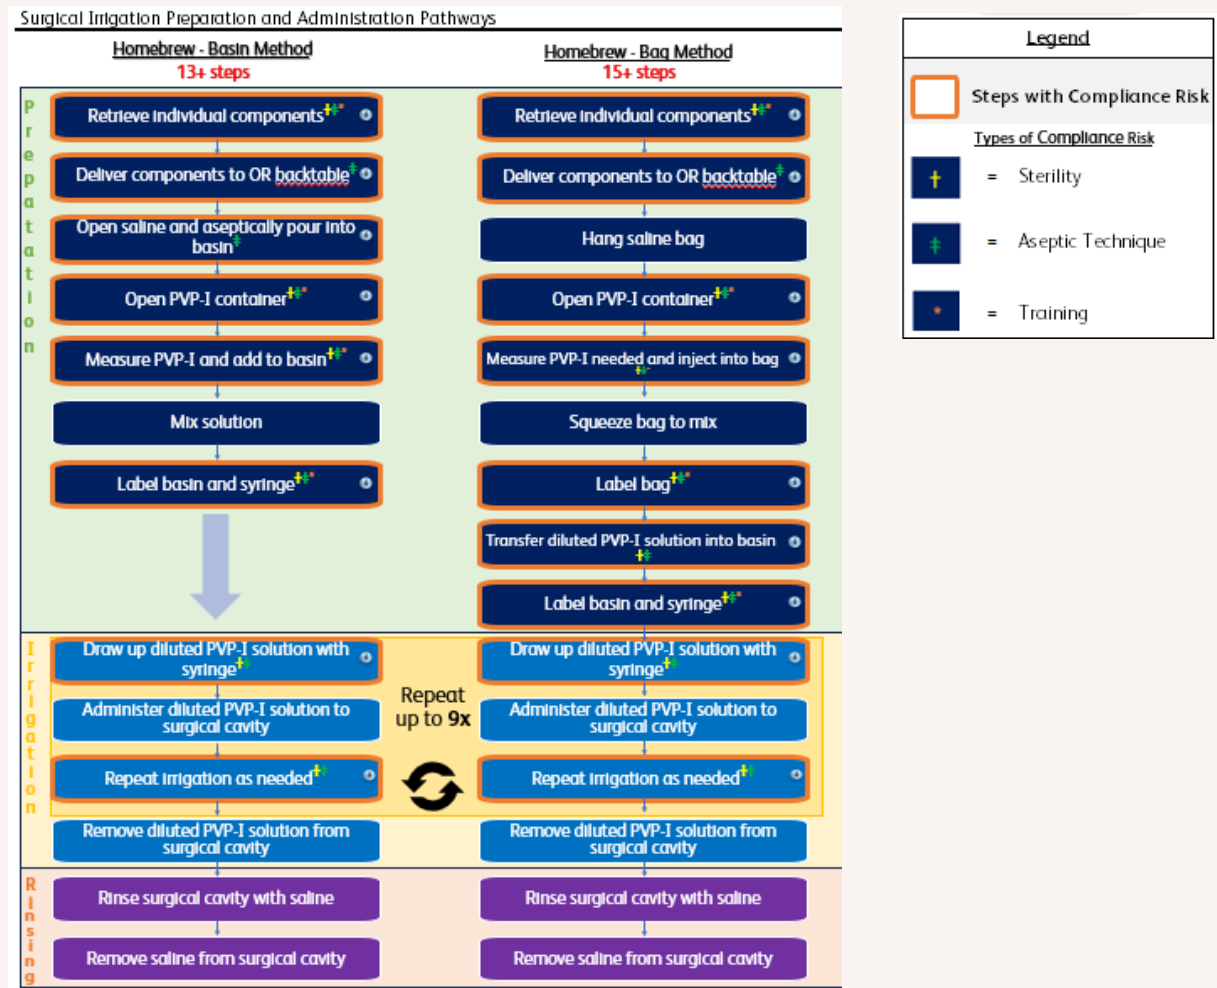 Surgical Irrigation Preparation and Administration Pathways
Homebrew - Basin Method
13+ steps
Homebrew - Bag Method
15+ steps
Preparation
Retrieve individual components†‡*
Deliver components to OR backtable‡
Open saline and aseptically pour into
basin‡
Open PVP-I container†‡*
Measure PVP-I and add to basin†‡*
Mix solution
Label basin and syringe†‡*
Retrieve individual components†‡*
Deliver components to OR backtable‡
Hang saline bag
Open PVP-I container†‡*
Measure PVP-I needed and inject into bag
†‡*
Squeeze bag to mix
Label bag†‡*
Transfer diluted PVP-I solution into basin
†‡
Label basin and syringe†‡*
Irrigation
Draw up diluted PVP-I solution with
syringe†‡
Administer diluted PVP-I solution to
surgical cavity
Repeat irrigation as needed†‡
Remove diluted PVP-I solution from
surgical cavity
Repeat
up to 9x
Draw up diluted PVP-I solution with
syringe†‡
Administer diluted PVP-I solution to
surgical cavity
Repeat irrigation as needed†‡
Remove diluted PVP-I solution from
surgical cavity
Rinsing
Rinse surgical cavity with saline
Remove saline from surgical cavity
Rinse surgical cavity with saline
Remove saline from surgical cavity
Legend
Steps with Compliance Risk
Types of Compliance Risk
† = Sterility
‡ = Aseptic Technique
* = Training